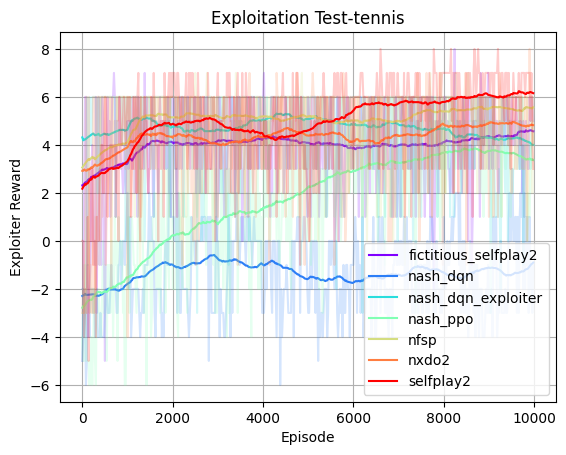 Exploitation Test-tennis
8
6
4
2
0
−2
−4
−6
Exploiter Reward
fictitious_selfplay2
nash_dqn
nash_dqn_exploiter
nash_ppo
nfsp
nxdo2
selfplay2
0
2000
4000
6000
8000
10000
Episode